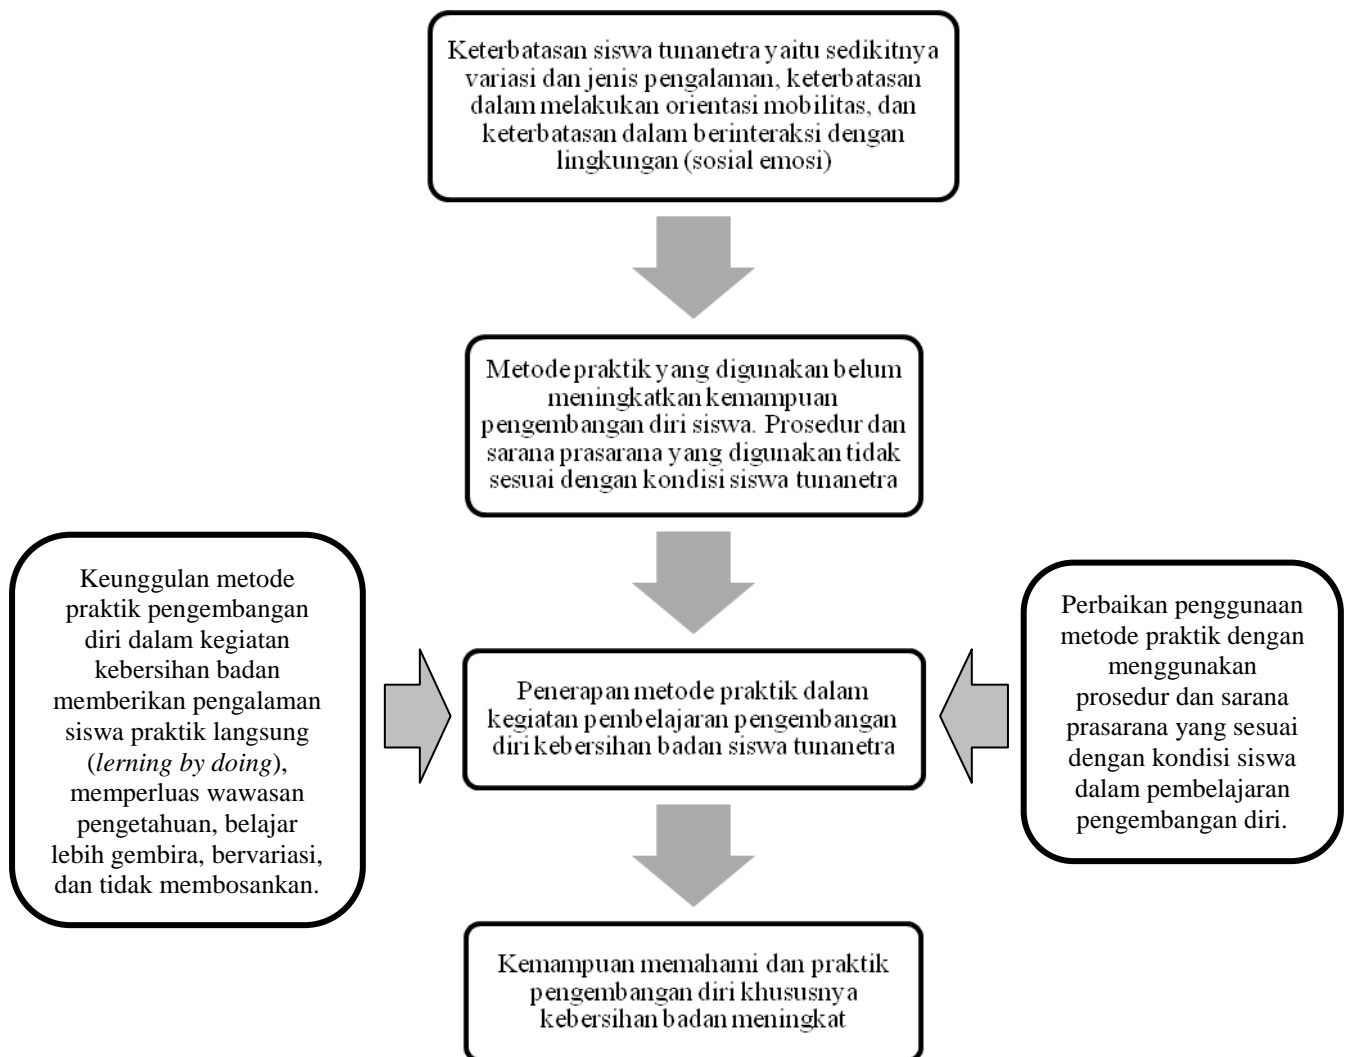 Keterbatasan siswa tunanetra yaitu sedikitnya
variasi dan jenis pengalaman, keterbatasan
dalam melakukan orientasi mobilitas, dan
keterbatasan dalam berinteraksi dengan
lingkungan (sosial emosi)
Metode praktik yang digunakan belum
meningkatkan kemampuan
pengembangan diri siswa. Prosedur dan
sarana prasarana yang digunakan tidak
sesuai dengan kondisi siswa tunanetra
Keunggulan metode
praktik pengembangan
diri dalam kegiatan
kebersihan badan
memberikan pengalaman
siswa praktik langsung
(lerning by doing),
memperluas wawasan
pengetahuan, belajar
lebih gembira, bervariasi,
dan tidak membosankan.
Penerapan metode praktik dalam
kegiatan pembelajaran pengembangan
diri kebersihan badan siswa tunanetra
Perbaikan penggunaan
metode praktik dengan
menggunakan
prosedur dan sarana
prasarana yang sesuai
dengan kondisi siswa
dalam pembelajaran
pengembangan diri.
Kemampuan memahami dan praktik
pengembangan diri khususnya
kebersihan badan meningkat